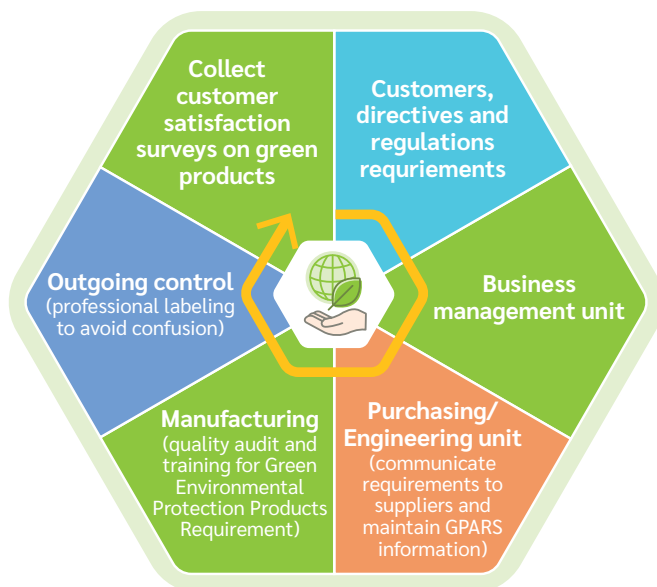 Collect
customer
satisfaction
surveys on green
products
Customers,
directives and
regulations
requriements
Business
management unit
Purchasing/
Engineering unit
(communicate
requirements to
suppliers and
maintain GPARS
information)
Manufacturing
(quality audit and
training for Green
Environmental
Protection Products
Requirement)
Outgoing control
(professional labeling
to avoid confusion)